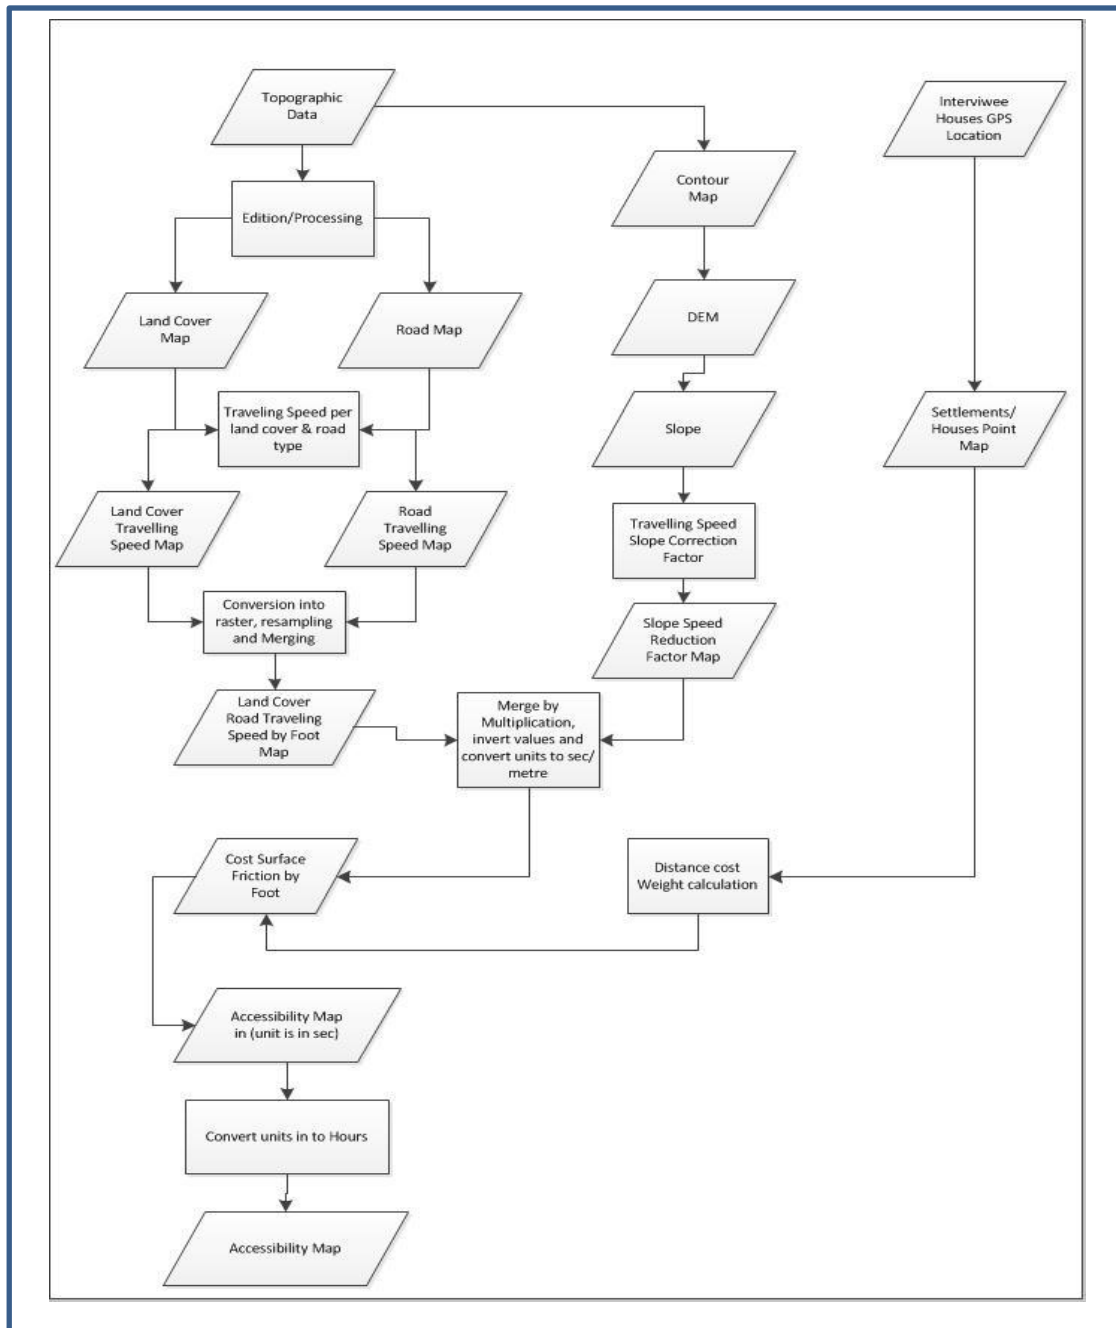 Topographic
Data
Interviwee
Houses GPS
Location
Contour
Map
Edition/Processing
Land Cover
Map
Road Map
DEM
Traveling Speed per
land cover & road
type
Slope
Settlements/
Houses Point
Map
Land Cover
Travelling
Speed Map
Road
Travelling
Speed Map
Travelling Speed
Slope Correction
Factor
Conversion into
raster, resampling
and Merging
Slope Speed
Reduction
Factor Map
Land Cover
Road Traveling
Speed by Foot
Map
Merge by
Multiplication,
invert values and
convert units to sec/
metre
Cost Surface
Friction by
Foot
Distance cost
Weight calculation
Accessibility Map
in (unit is in sec)
Convert units in to Hours
Accessibility Map